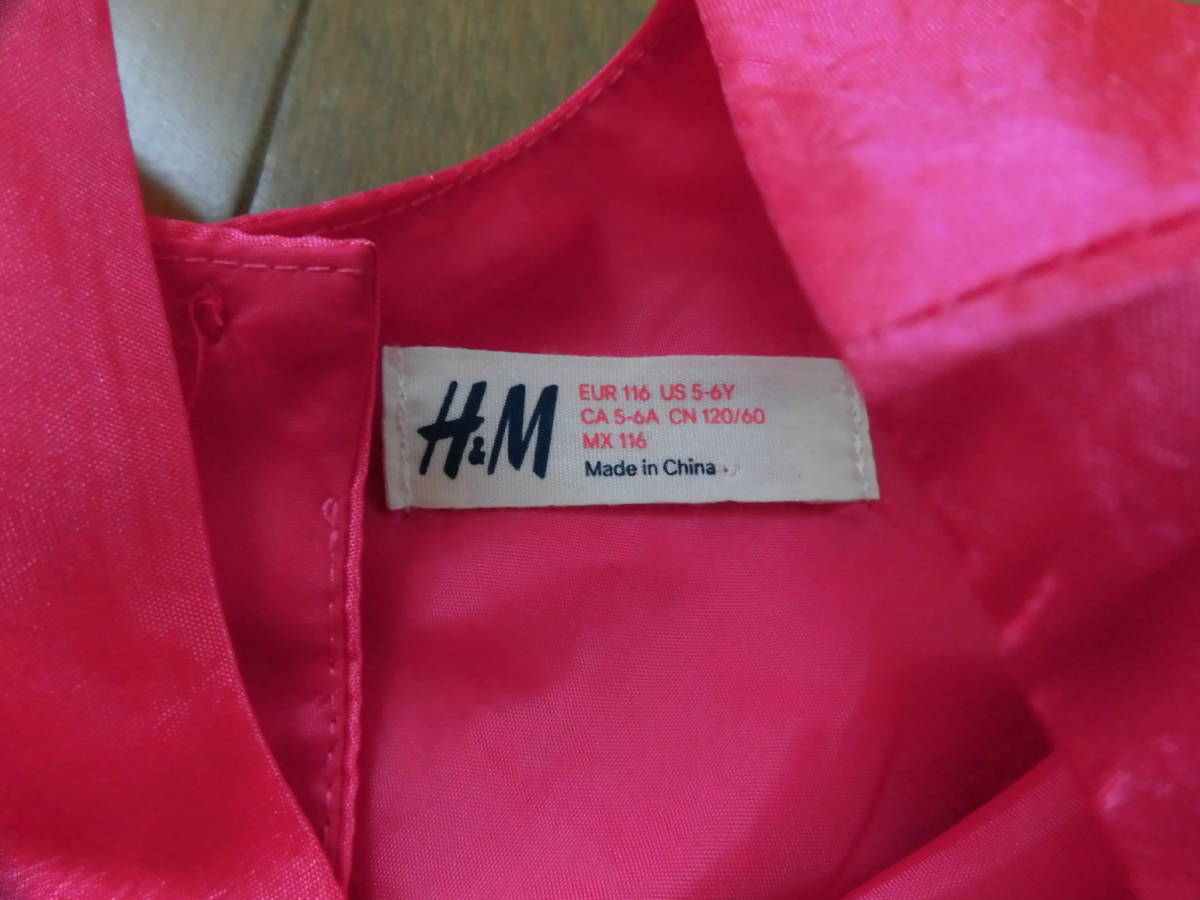 H&M
EUR 116 US 5-6Y
CA 5-6A CN 120/60
MX 116
Made in China